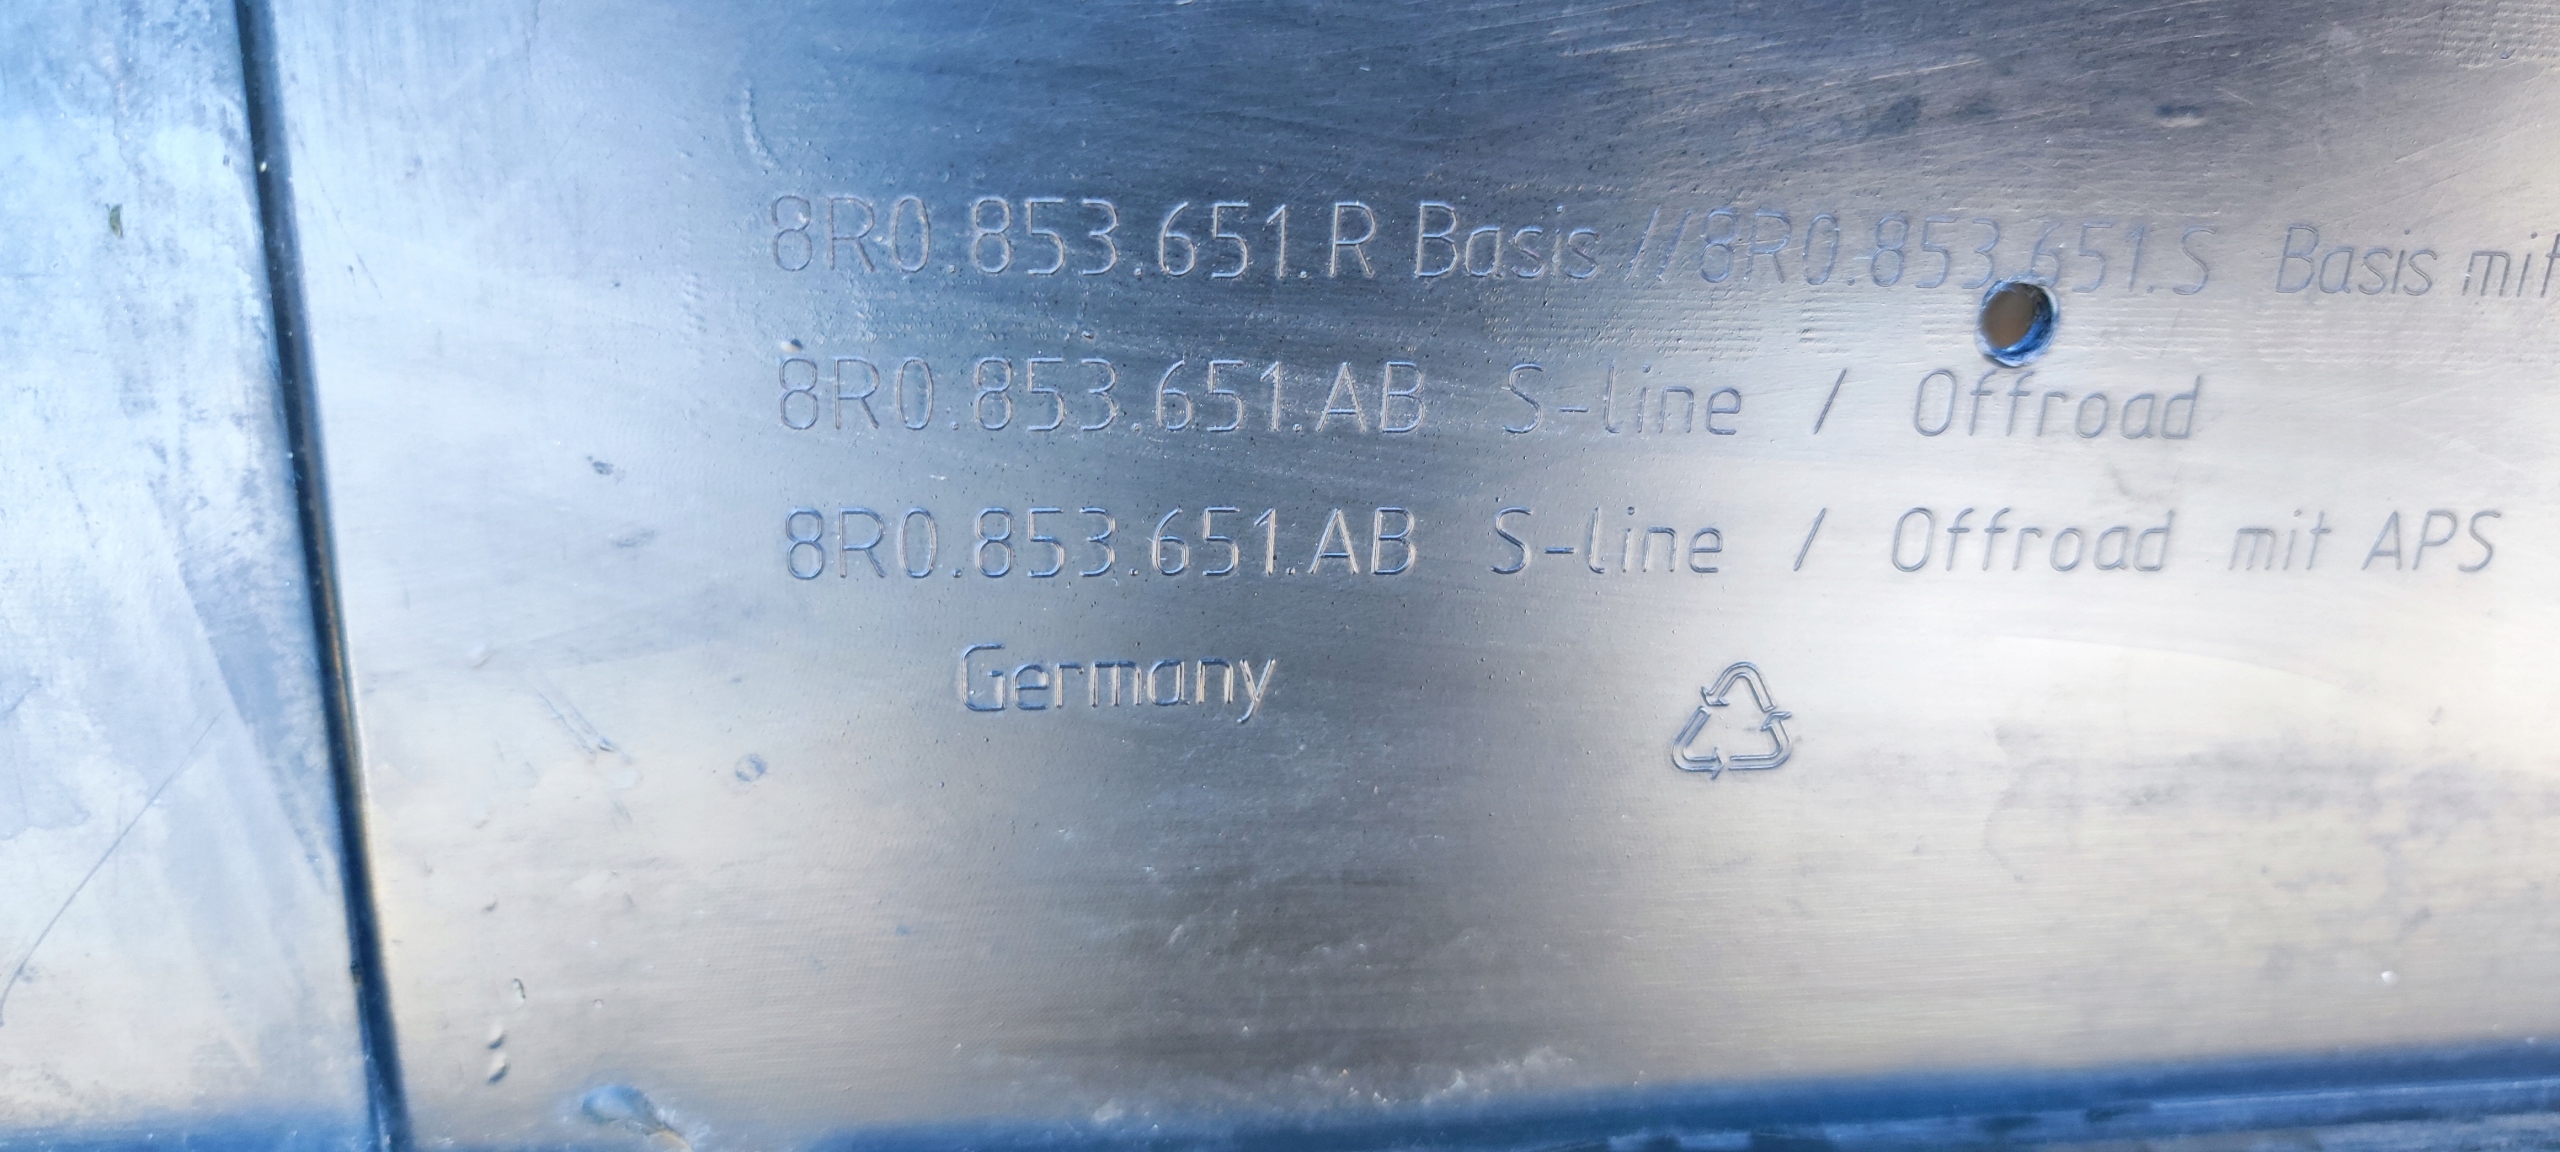 8R0.853.651.R Basis //8R0.853.651.S Basis mit
8R0.853.651.AB S-line / Offroad
8R0.853.651.AB S-line / Offroad mit APS
Germany